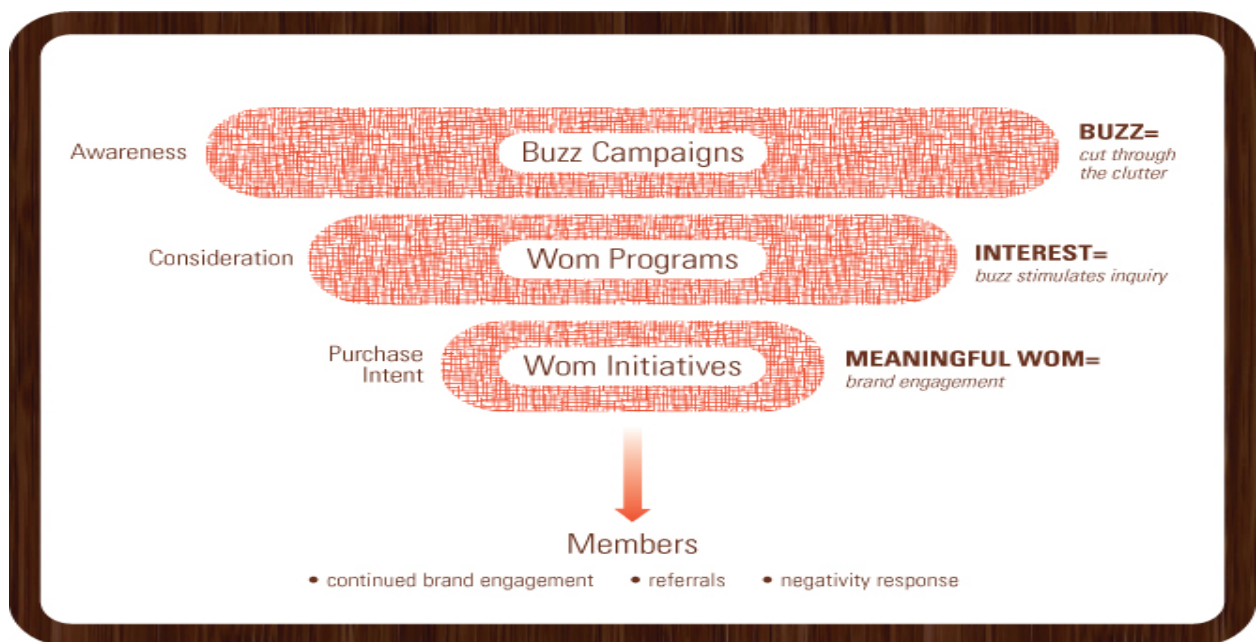 Awareness
Buzz Campaigns
BUZZ=
cut through
the clutter
Consideration
Wom Programs
INTEREST=
buzz stimulates inquiry
Purchase
Intent
Wom Initiatives
MEANINGFUL WOM=
brand engagement
Members
• continued brand engagement • referrals • negativity response